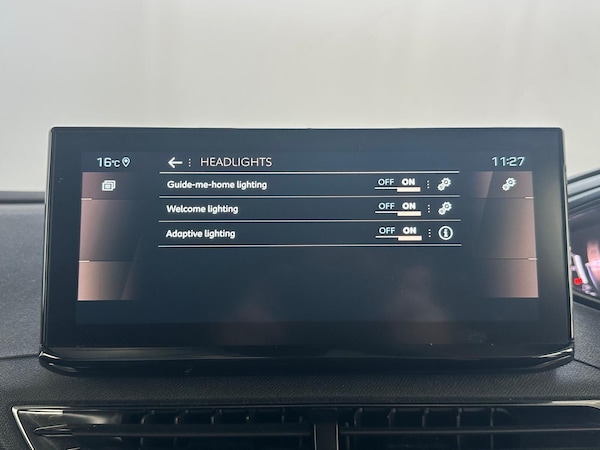 16°C HEADLIGHTS 11:27
Guide-me-home lighting OFF ON
Welcome lighting OFF ON
Adaptive lighting OFF ON